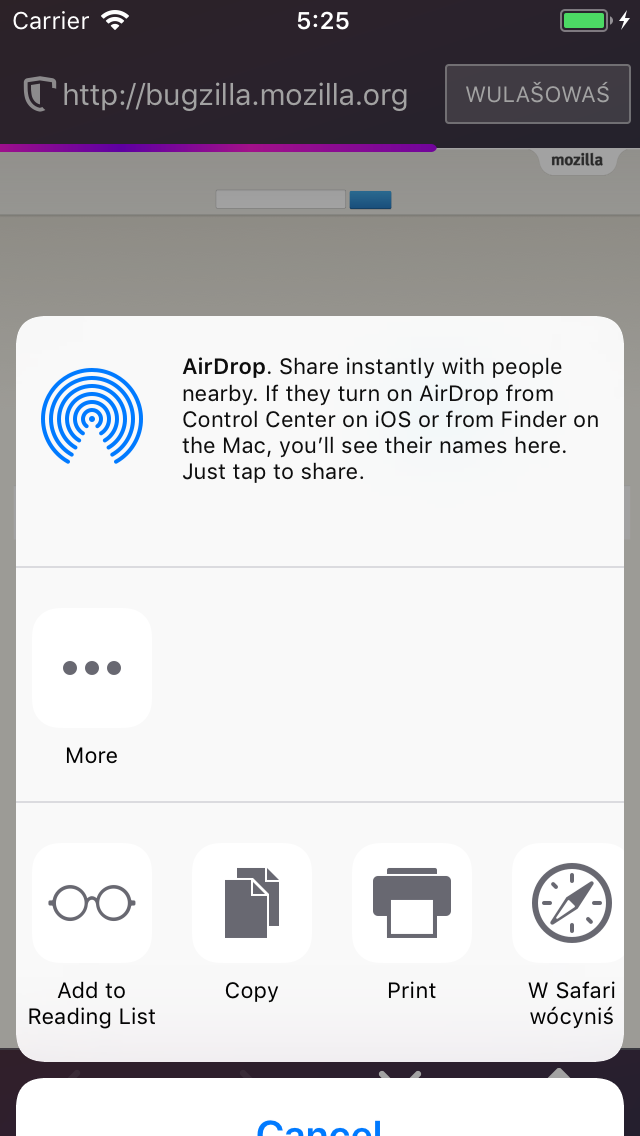 Carrier 5:25
http://bugzilla.mozilla.org WULAŠOWAŚ
mozilla
AirDrop. Share instantly with people
nearby. If they turn on AirDrop from
Control Center on iOS or from Finder on
the Mac, you’ll see their names here.
Just tap to share.
More
Add to
Reading List
Copy
Print
W Safari
wócyniś
Cancel